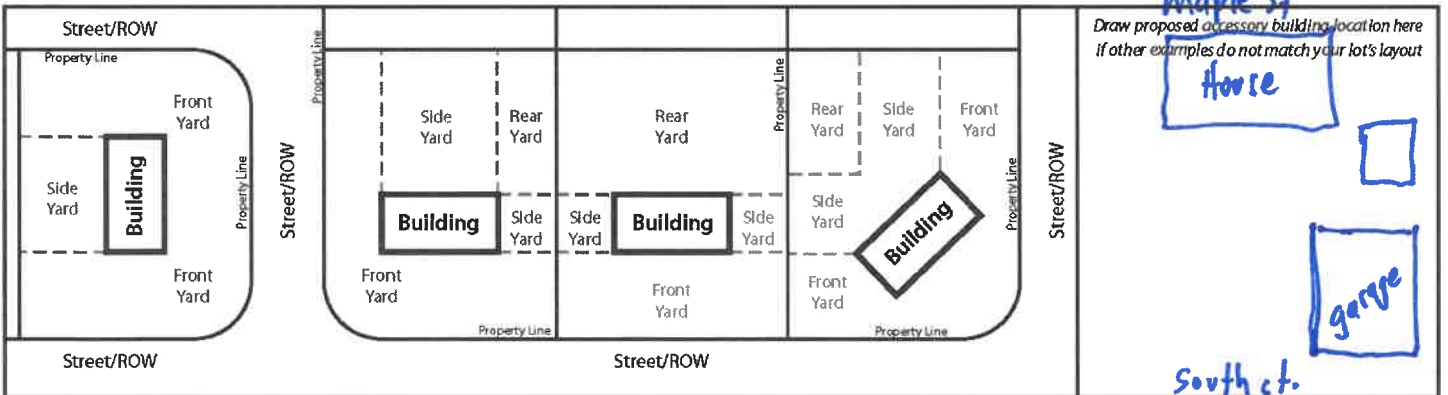 Street/ROW
Property Line
Front
Yard
Side
Yard
Building
Property Line
Front
Yard
Street/ROW
Street/ROW
Property Line
Side
Yard
Rear
Yard
Building
Side
Yard
Front
Yard
Property Line
Rear
Yard
Side
Yard
Building
Side
Yard
Front
Yard
Street/ROW
Property Line
Rear
Yard
Side
Yard
Front
Yard
Side
Yard
Building
Front
Yard
Property Line
Property Line
Street/ROW
Maple St
Draw proposed accessory building location here
if other examples do not match your lot's layout
House
garage
South ct.